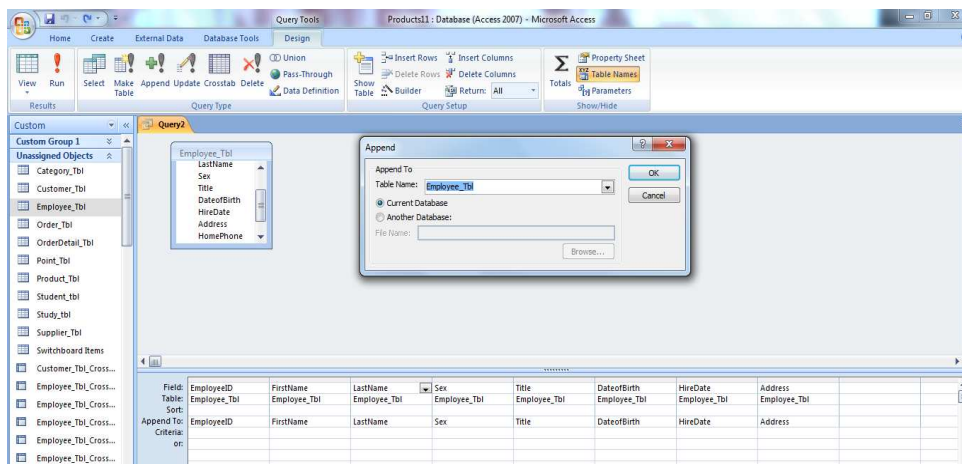 Query Tools
Products11 : Database (Access 2007) - Microsoft Access
Home Create External Data Database Tools Design
View
Run
Select
Make Table
Append
Update
Crosstab
Delete
Union
Pass-Through
Data Definition
Show Table
Insert Rows
Delete Rows
Builder
Insert Columns
Delete Columns
Return: All
Totals
Property Sheet
Table Names
Parameters
Results
Query Type
Query Setup
Show/Hide
Custom
Custom Group 1
Unassigned Objects
Category_Tbl
Customer_Tbl
Employee_Tbl
Order_Tbl
OrderDetail_Tbl
Point_Tbl
Product_Tbl
Student_tbl
Study_tbl
Supplier_Tbl
Switchboard Items
Customer_Tbl_Cross...
Employee_Tbl_Cross...
Employee_Tbl_Cross...
Employee_Tbl_Cross...
Employee_Tbl_Cross...
Employee_Tbl_Cross...
Query2
Employee_Tbl
LastName
Sex
Title
DateofBirth
HireDate
Address
HomePhone
Append
Append To
Table Name: Employee_Tbl
Current Database
Another Database:
File Name:
Browse...
OK
Cancel
Field: EmployeeID FirstName LastName Sex Title DateofBirth HireDate Address
Table: Employee_Tbl Employee_Tbl Employee_Tbl Employee_Tbl Employee_Tbl Employee_Tbl Employee_Tbl Employee_Tbl
Sort:
Append To: EmployeeID FirstName LastName Sex Title DateofBirth HireDate Address
Criteria:
or: